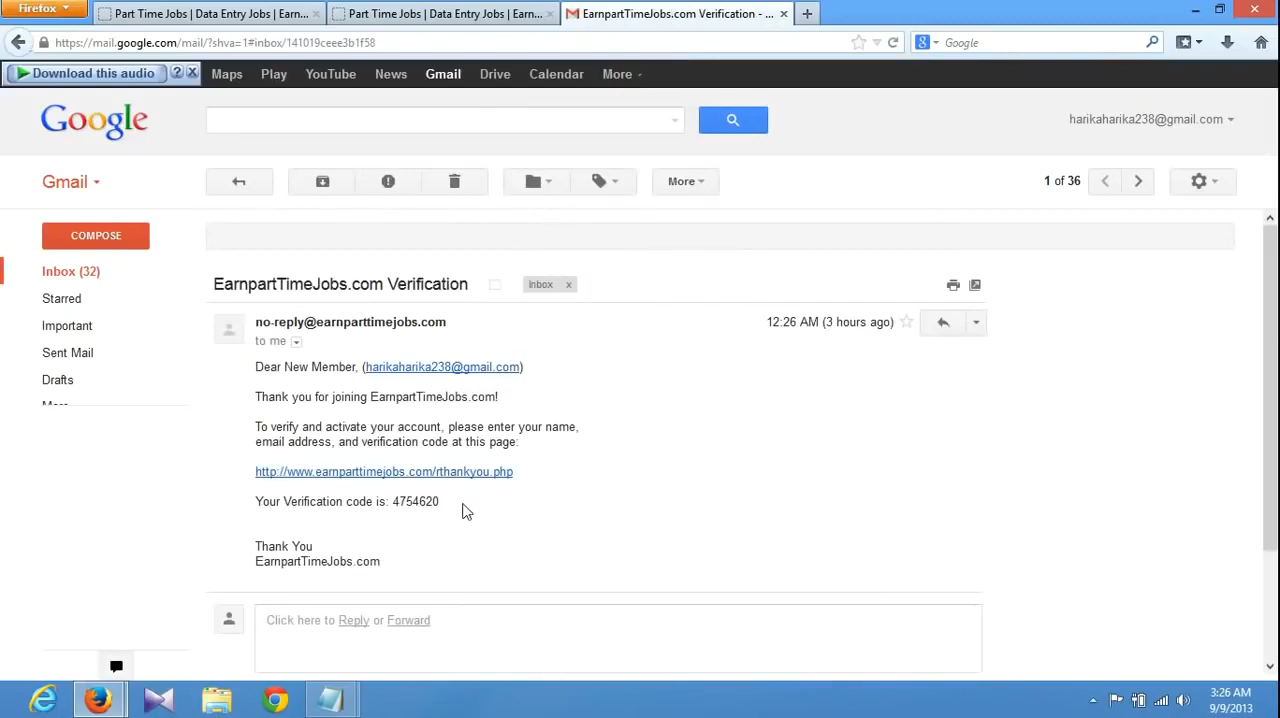 Firefox
Part Time Jobs | Data Entry Jobs | Earn...
Part Time Jobs | Data Entry Jobs | Earn...
EarnpartTimeJobs.com Verification - ...
https://mail.google.com/mail/?shva=1#inbox/141019ceee3b1f58
Google
Download this audio ? X
Maps Play YouTube News Gmail Drive Calendar More
Google
harikaharika238@gmail.com
Gmail
More
1 of 36
COMPOSE
Inbox (32)
Starred
Important
Sent Mail
Drafts
EarnpartTimeJobs.com Verification
Inbox x
no-reply@earnparttimejobs.com
12:26 AM (3 hours ago)
to me
Dear New Member, (harikaharika238@gmail.com)
Thank you for joining EarnpartTimeJobs.com!
To verify and activate your account, please enter your name,
email address, and verification code at this page:
http://www.earnparttimejobs.com/rthankyou.php
Your Verification code is: 4754620
Thank You
EarnpartTimeJobs.com
Click here to Reply or Forward
3:26 AM
9/9/2013